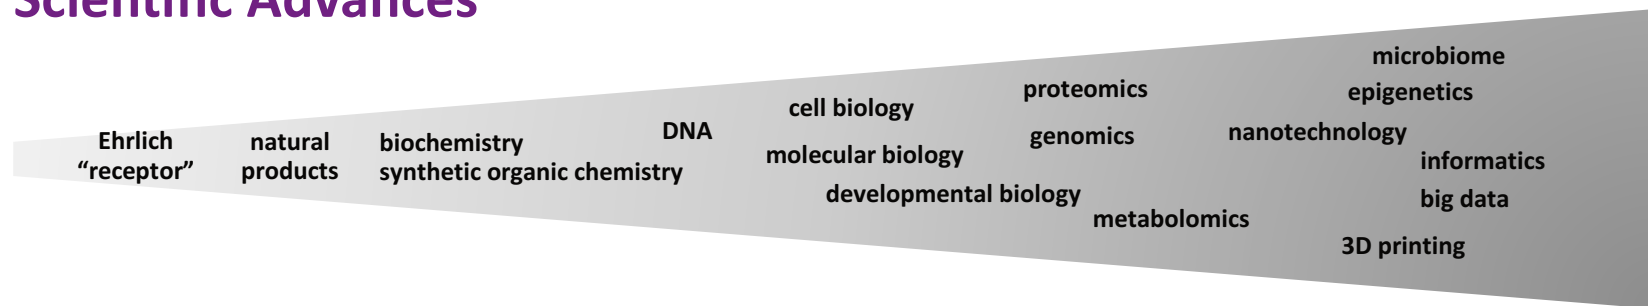 Scientific Advances
Ehrlich
“receptor”
natural
products
biochemistry
synthetic organic chemistry
DNA
cell biology
molecular biology
developmental biology
proteomics
genomics
metabolomics
nanotechnology
microbiome
epigenetics
informatics
big data
3D printing